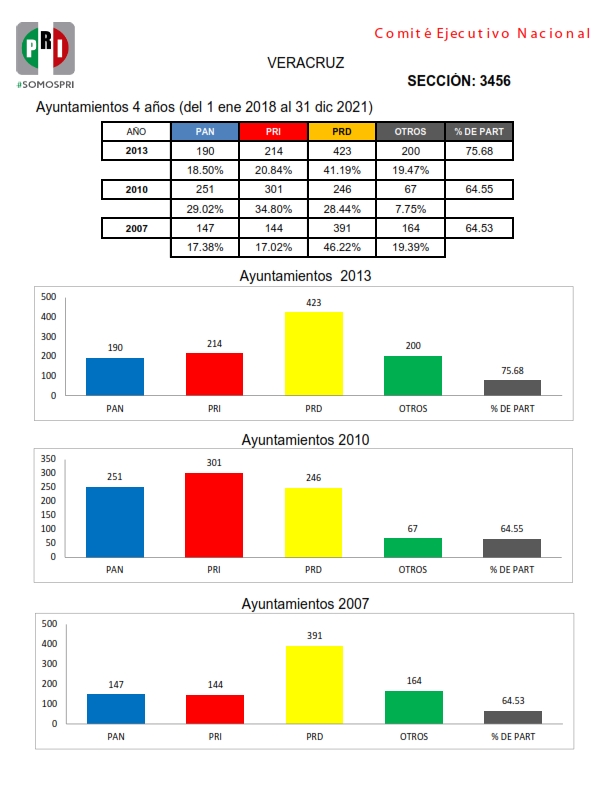 Comité Ejecutivo Nacional
PRI
#SOMOSPRI
VERACRUZ
SECCIÓN: 3456
Ayuntamientos 4 años (del 1 ene 2018 al 31 dic 2021)
AÑO PAN PRI PRD OTROS % DE PART
2013 190 214 423 200 75.68
18.50% 20.84% 41.19% 19.47%
2010 251 301 246 67 64.55
29.02% 34.80% 28.44% 7.75%
2007 147 144 391 164 64.53
17.38% 17.02% 46.22% 19.39%
Ayuntamientos 2013
500
400
300
200
100
0
190 214 423 200 75.68
PAN PRI PRD OTROS % DE PART
Ayuntamientos 2010
350
300
250
200
150
100
50
0
251 301 246 67 64.55
PAN PRI PRD OTROS % DE PART
Ayuntamientos 2007
500
400
300
200
100
0
147 144 391 164 64.53
PAN PRI PRD OTROS % DE PART